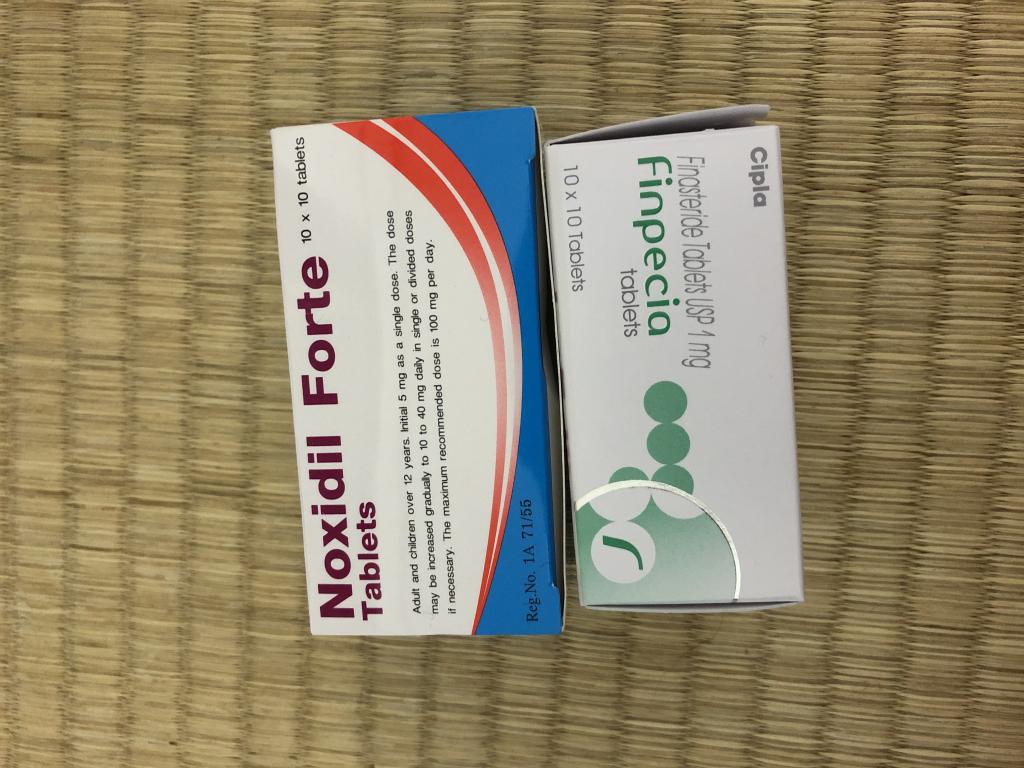 Noxidil Forte 10 x 10 tablets
Tablets
Adult and children over 12 years. Initial 5 mg as a single dose. The dose
may be increased gradually to 10 to 40 mg daily in single or divided doses
if necessary. The maximum recommended dose is 100 mg per day.
Reg.No. 1A 71/55
Cipla
Finasteride Tablets USP 1 mg
Finpecia
tablets
10 x 10 Tablets